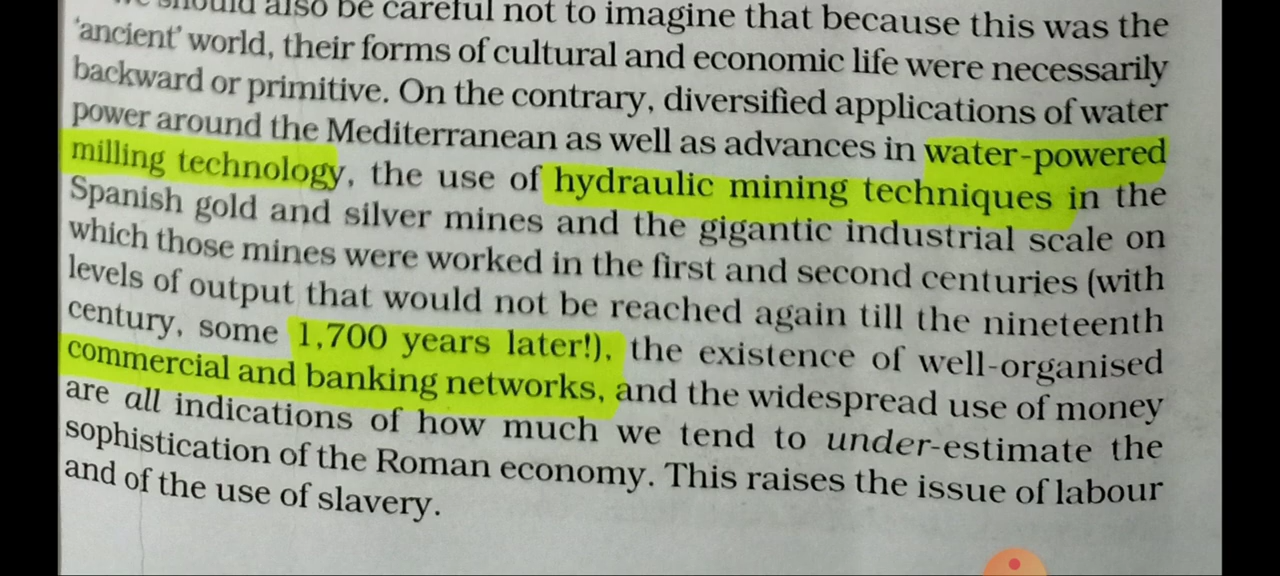 should also be careful not to imagine that because this was the
‘ancient’ world, their forms of cultural and economic life were necessarily
backward or primitive. On the contrary, diversified applications of water
power around the Mediterranean as well as advances in water-powered
milling technology, the use of hydraulic mining techniques in the
Spanish gold and silver mines and the gigantic industrial scale on
which those mines were worked in the first and second centuries (with
levels of output that would not be reached again till the nineteenth
century, some 1,700 years later!), the existence of well-organised
commercial and banking networks, and the widespread use of money
are all indications of how much we tend to under-estimate the
sophistication of the Roman economy. This raises the issue of labour
and of the use of slavery.